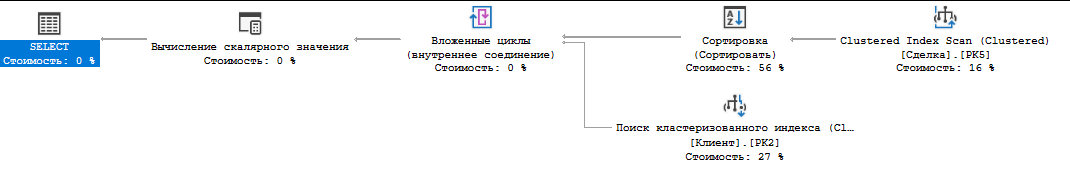 SELECT
Стоимость: 0 %
Вычисление скалярного значения
Стоимость: 0 %
Вложенные циклы
(внутреннее соединение)
Стоимость: 0 %
Сортировка
(Сортировать)
Стоимость: 56 %
Clustered Index Scan (Clustered)
[Сделка].[PK5]
Стоимость: 16 %
Поиск кластеризованного индекса (Cl…
[Клиент].[PK2]
Стоимость: 27 %